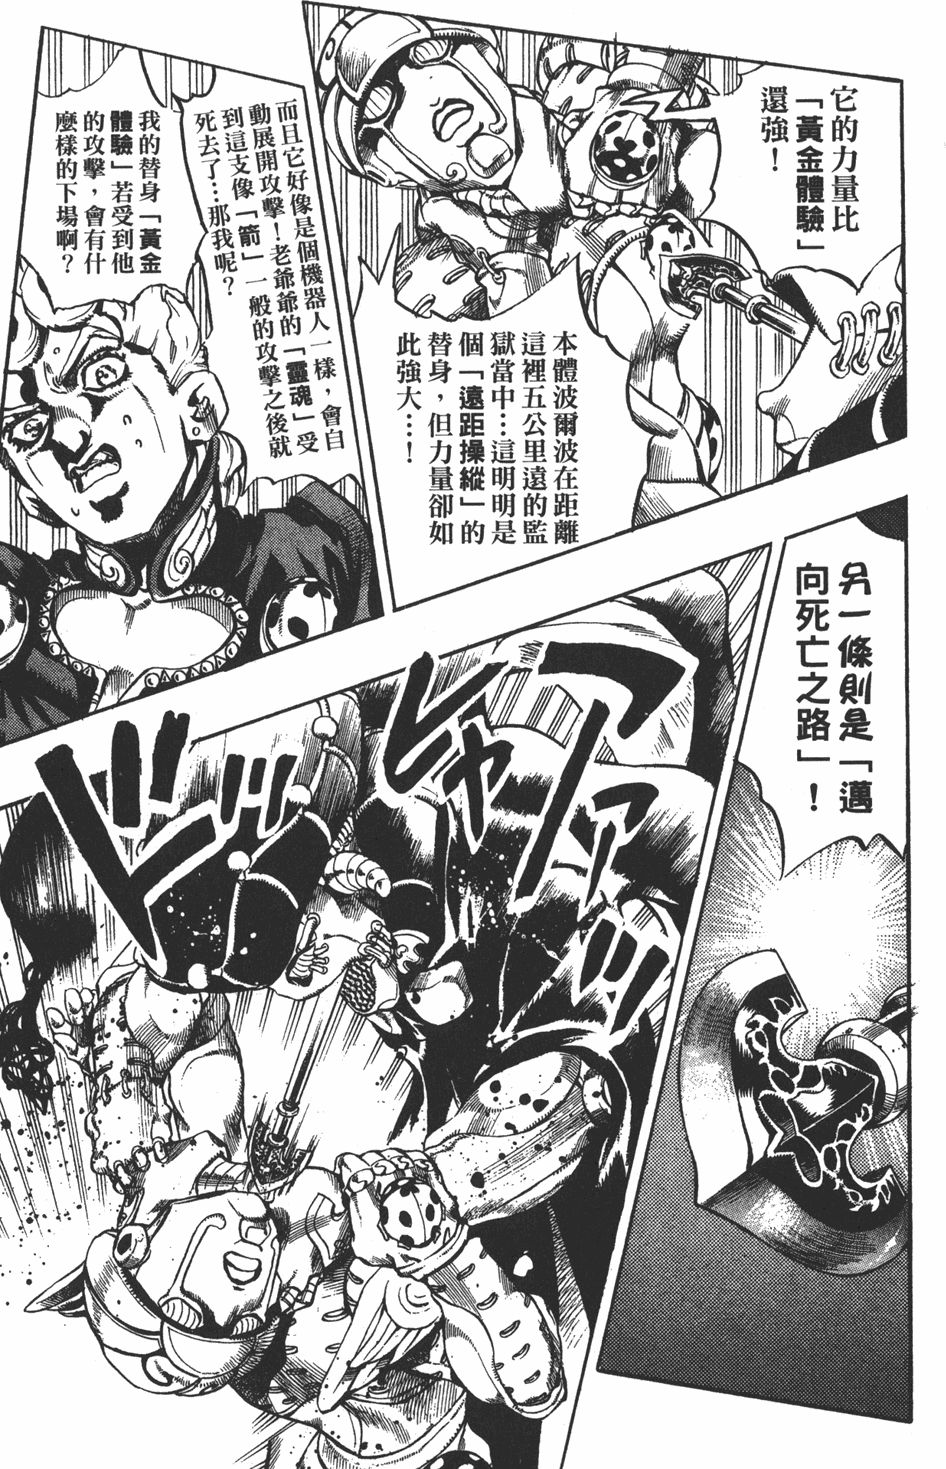 它的力量比
「黃金體驗」
還強！
本體波爾波在距離
這裡五公里遠的監
獄當中…這明明是
個「遠距操縱」的
替身，但力量卻如
此強大…！
而且它好像是個機器人一樣，會自
動展開攻擊！老爺爺的「靈魂」受
到這支像「箭」一般的攻擊之後就
死去了…那我呢？
我的替身「黃金
體驗」若受到他
的攻擊，會有什
麼樣的下場啊？
另一條則是「邁
向死亡之路」！
ヒャアアッ
ドドッ